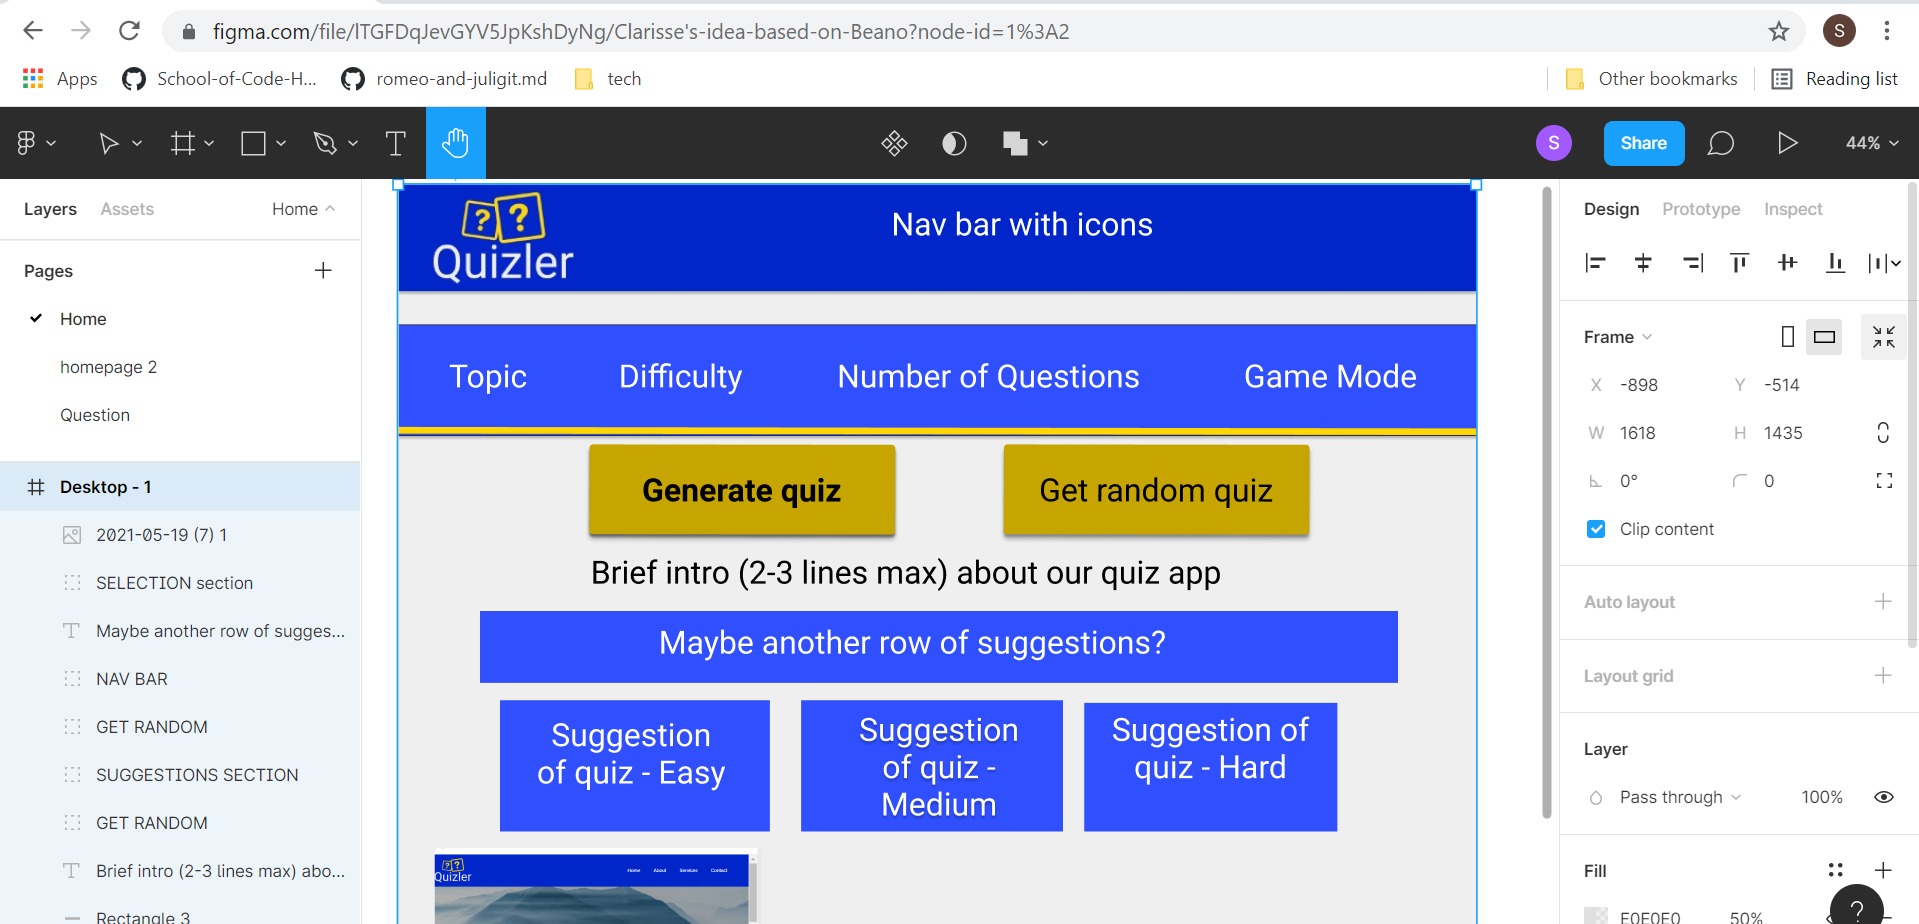 figma.com/file/lTGFDqJevGYV5JpKshDyNg/Clarisse's-idea-based-on-Beano?node-id=1%3A2
S
Apps
School-of-Code-H...
romeo-and-juligit.md
tech
Other bookmarks
Reading list
S
Share
44%
Layers
Assets
Home
Pages
Home
homepage 2
Question
Desktop - 1
2021-05-19 (7) 1
SELECTION section
Maybe another row of sugges...
NAV BAR
GET RANDOM
SUGGESTIONS SECTION
GET RANDOM
Brief intro (2-3 lines max) abo...
Rectangle 3
? ?
Quizler
Nav bar with icons
Topic
Difficulty
Number of Questions
Game Mode
Generate quiz
Get random quiz
Brief intro (2-3 lines max) about our quiz app
Maybe another row of suggestions?
Suggestion
of quiz - Easy
Suggestion
of quiz -
Medium
Suggestion of
quiz - Hard
? ?
Quizler
Home
About
Services
Contact
Design
Prototype
Inspect
Frame
X -898
Y -514
W 1618
H 1435
0°
0
Clip content
Auto layout
Layout grid
Layer
Pass through
100%
Fill
E0E0E0
50%
?